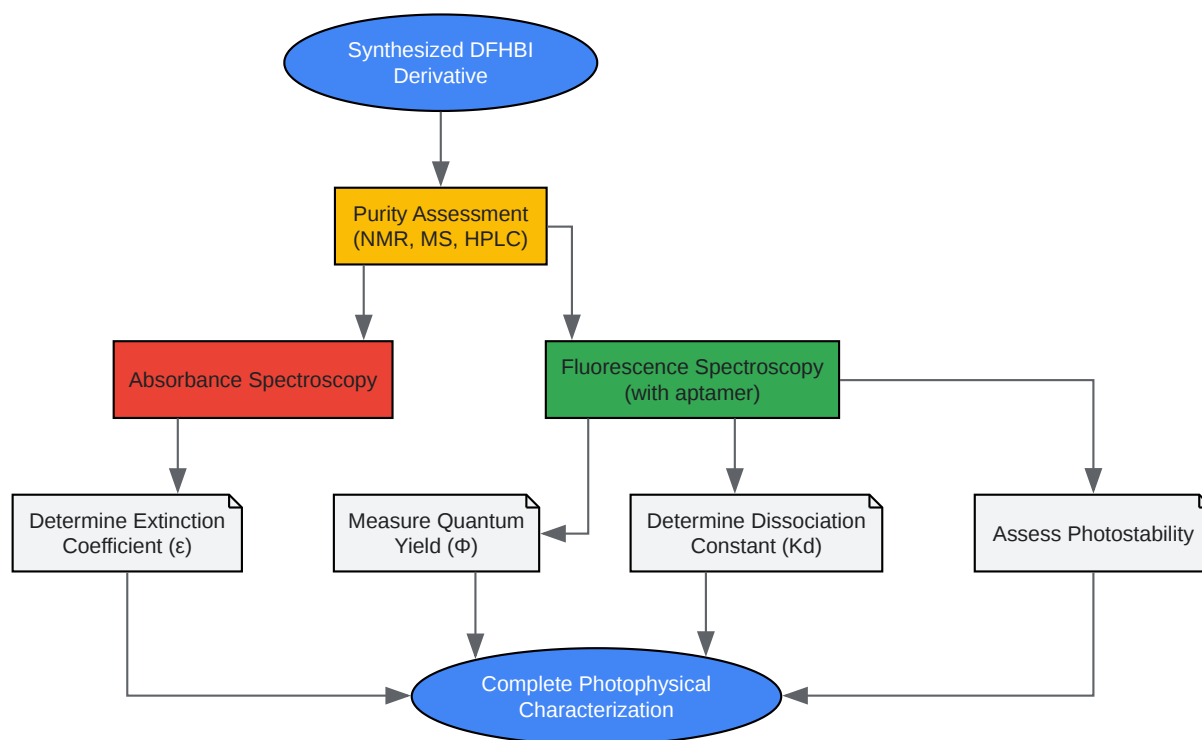 Synthesized DFHBI
Derivative
Purity Assessment
(NMR, MS, HPLC)
Absorbance Spectroscopy
Fluorescence Spectroscopy
(with aptamer)
Determine Extinction
Coefficient (ε)
Measure Quantum
Yield (Φ)
Determine Dissociation
Constant (Kd)
Assess Photostability
Complete Photophysical
Characterization